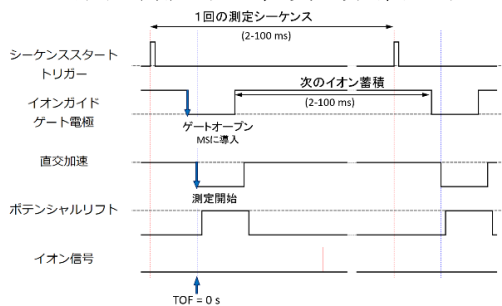 1回の測定シーケンス
(2-100 ms)
シーケンススタート
トリガー
次のイオン蓄積
(2-100 ms)
イオンガイド
ゲート電極
ゲートオープン
MSに導入
直交加速
測定開始
ポテンシャルリフト
イオン信号
TOF = 0 s